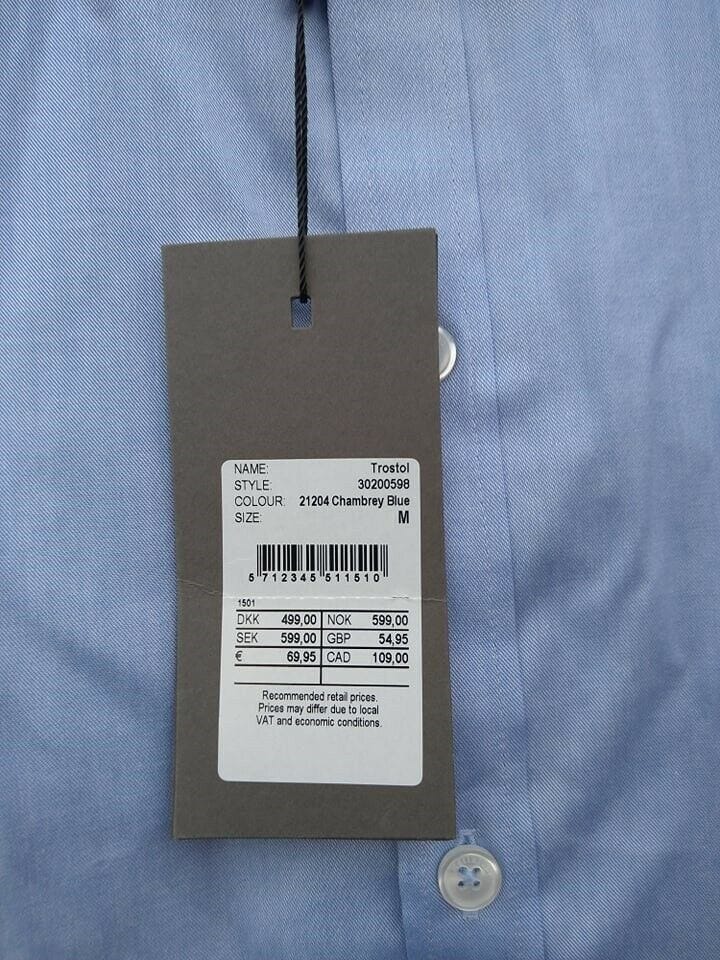 NAME: Trostol
STYLE: 30200598
COLOUR: 21204 Chambrey Blue
SIZE: M
5 712345 511510
1501
DKK 499,00 NOK 599,00
SEK 599,00 GBP 54,95
€ 69,95 CAD 109,00
Recommended retail prices.
Prices may differ due to local
VAT and economic conditions.